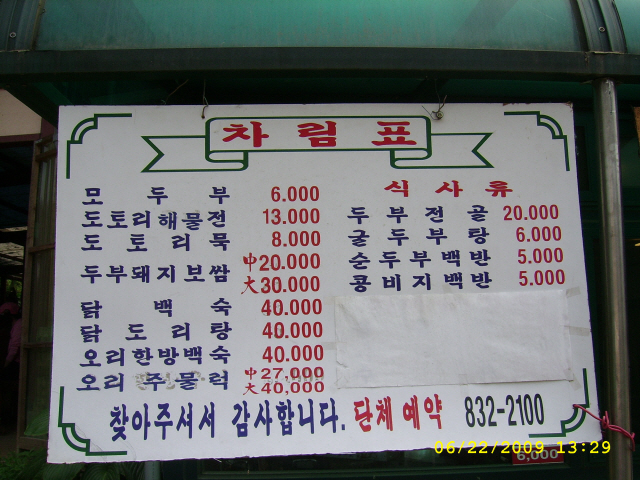 차림표
모두부 6.000
도토리해물전 13.000
도토리묵 8.000
두부돼지보쌈 中20.000
大30.000
닭백숙 40.000
닭도리탕 40.000
오리한방백숙 40.000
오리주물럭 中27,000
大40,000
식사류
두부전골 20.000
굴두부탕 6.000
순두부백반 5.000
콩비지백반 5.000
찾아주셔서 감사합니다. 단체예약 832-2100
06/22/2009 13:29
6,000